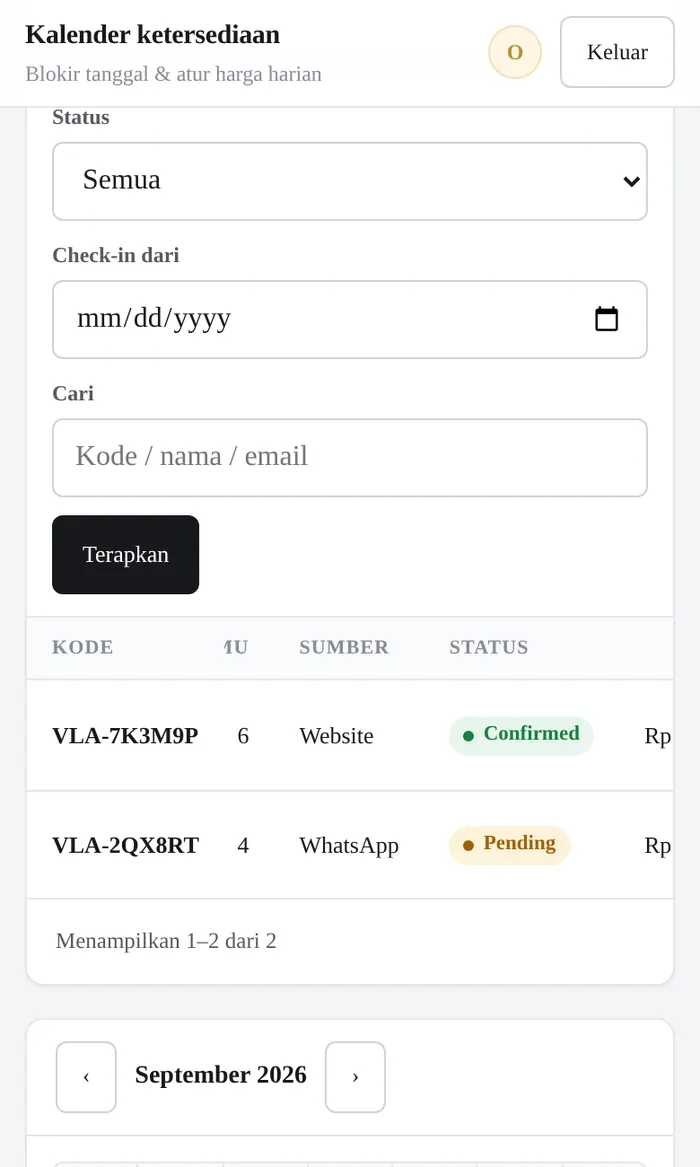 Kalender ketersediaan
Blokir tanggal & atur harga harian
O
Keluar
Status
Semua
Check-in dari
mm/dd/yyyy
Cari
Kode / nama / email
Terapkan
KODE MU SUMBER STATUS
VLA-7K3M9P 6 Website Confirmed Rp
VLA-2QX8RT 4 WhatsApp Pending Rp
Menampilkan 1–2 dari 2
‹ September 2026 ›